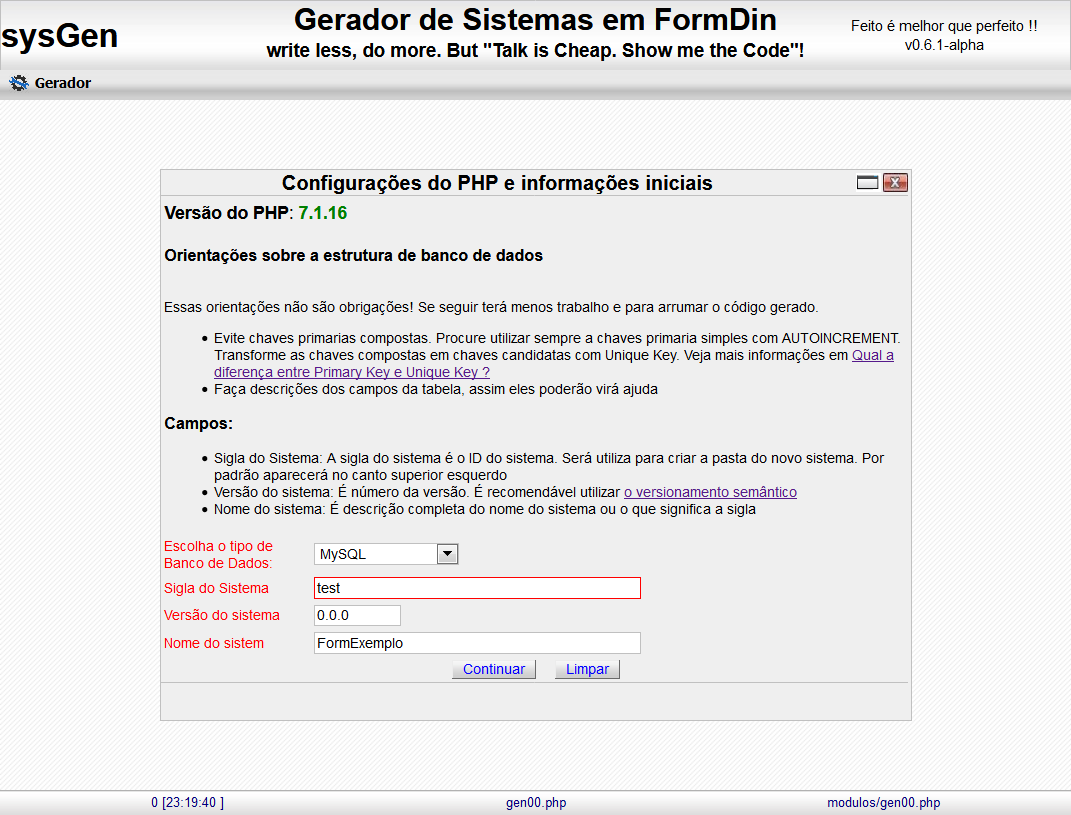 sysGen
Gerador de Sistemas em FormDin
write less, do more. But "Talk is Cheap. Show me the Code"!
Feito é melhor que perfeito !!
v0.6.1-alpha
Gerador
Configurações do PHP e informações iniciais
Versão do PHP: 7.1.16
Orientações sobre a estrutura de banco de dados
Essas orientações não são obrigações! Se seguir terá menos trabalho e para arrumar o código gerado.
Evite chaves primarias compostas. Procure utilizar sempre a chaves primaria simples com AUTOINCREMENT.
Transforme as chaves compostas em chaves candidatas com Unique Key. Veja mais informações em Qual a
diferença entre Primary Key e Unique Key ?
Faça descrições dos campos da tabela, assim eles poderão virá ajuda
Campos:
Sigla do Sistema: A sigla do sistema é o ID do sistema. Será utiliza para criar a pasta do novo sistema. Por
padrão aparecerá no canto superior esquerdo
Versão do sistema: É número da versão. É recomendável utilizar o versionamento semântico
Nome do sistema: É descrição completa do nome do sistema ou o que significa a sigla
Escolha o tipo de
Banco de Dados:
MySQL
Sigla do Sistema
test
Versão do sistema
0.0.0
Nome do sistem
FormExemplo
Continuar
Limpar
0 [23:19:40 ]
gen00.php
modulos/gen00.php